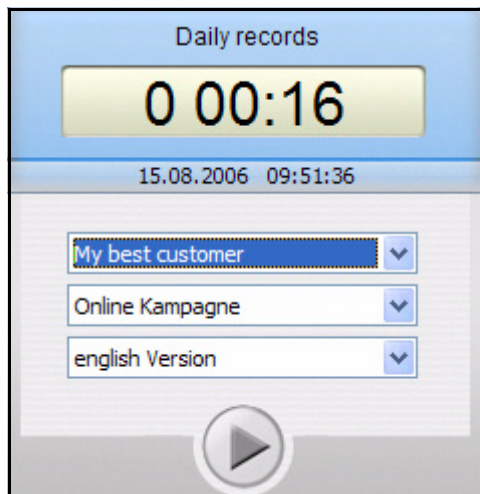 Daily records
0 00:16
15.08.2006 09:51:36
My best customer
Online Kampagne
english Version